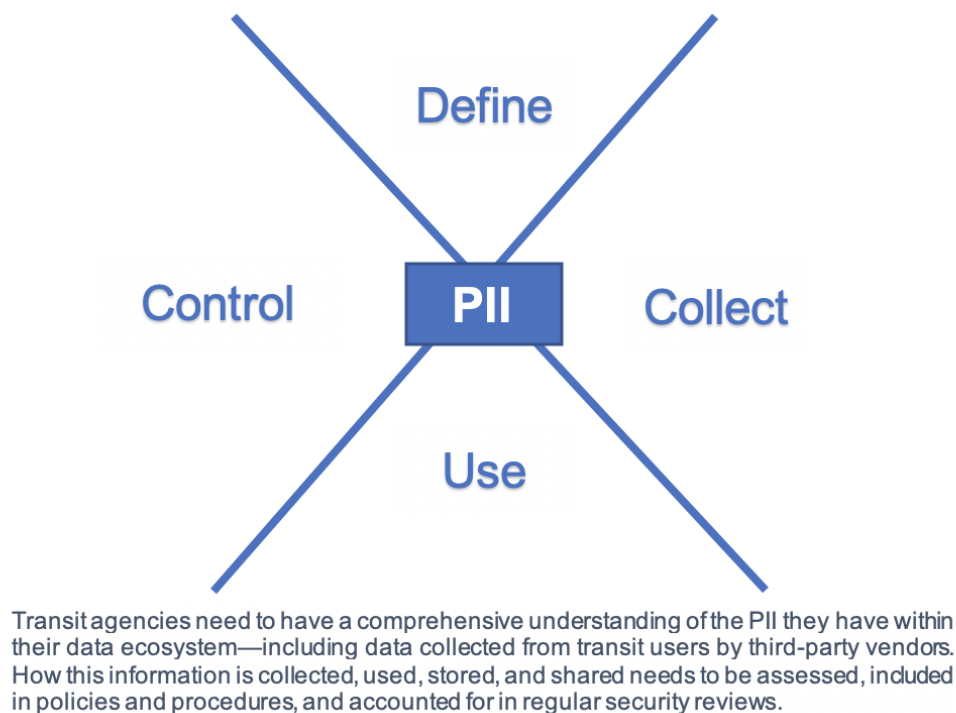 Define
Control
PII
Collect
Use
Transit agencies need to have a comprehensive understanding of the PII they have within
their data ecosystem—including data collected from transit users by third-party vendors.
How this information is collected, used, stored, and shared needs to be assessed, included
in policies and procedures, and accounted for in regular security reviews.